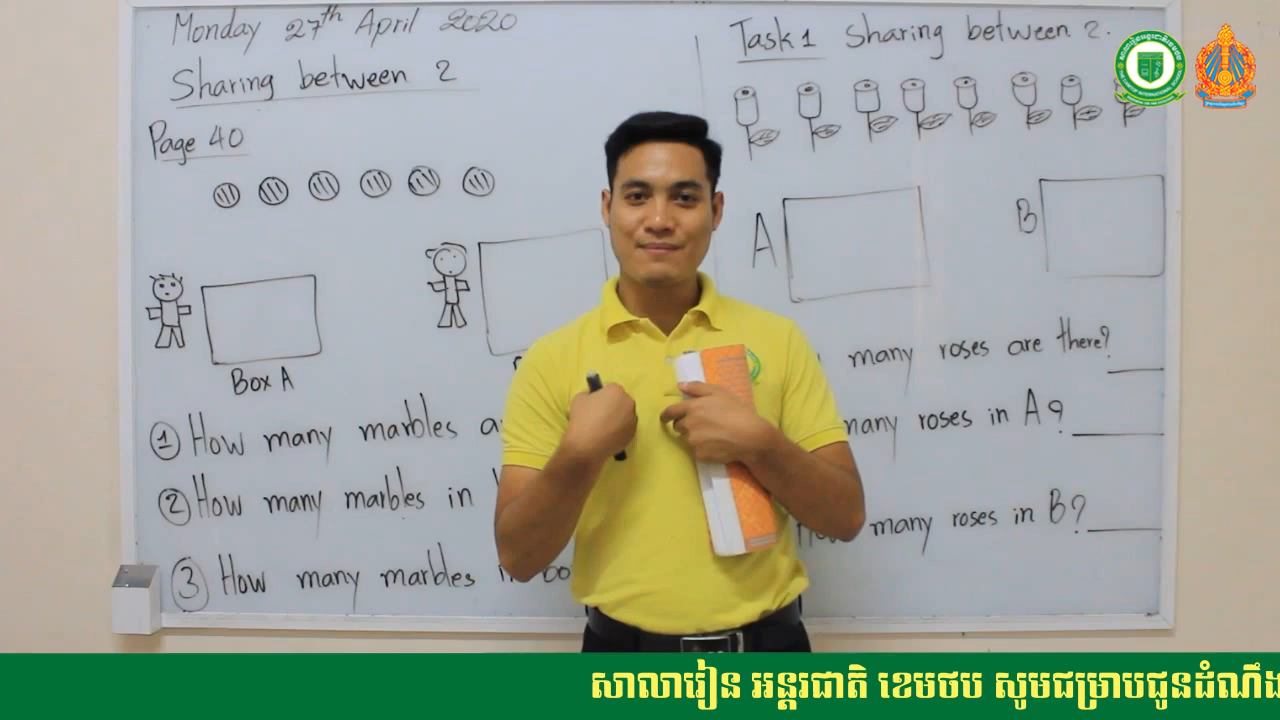 Monday 27th April 2020
Sharing between 2
Page 40
Box A
① How many marbles a
② How many marbles in
③ How many marbles in bo
Task 1 Sharing between 2.
A
B
many roses are there?
many roses in A?
How many roses in B?
សាលារៀន អន្តរជាតិ ខេមថប សូមជម្រាបជូនដំណឹង